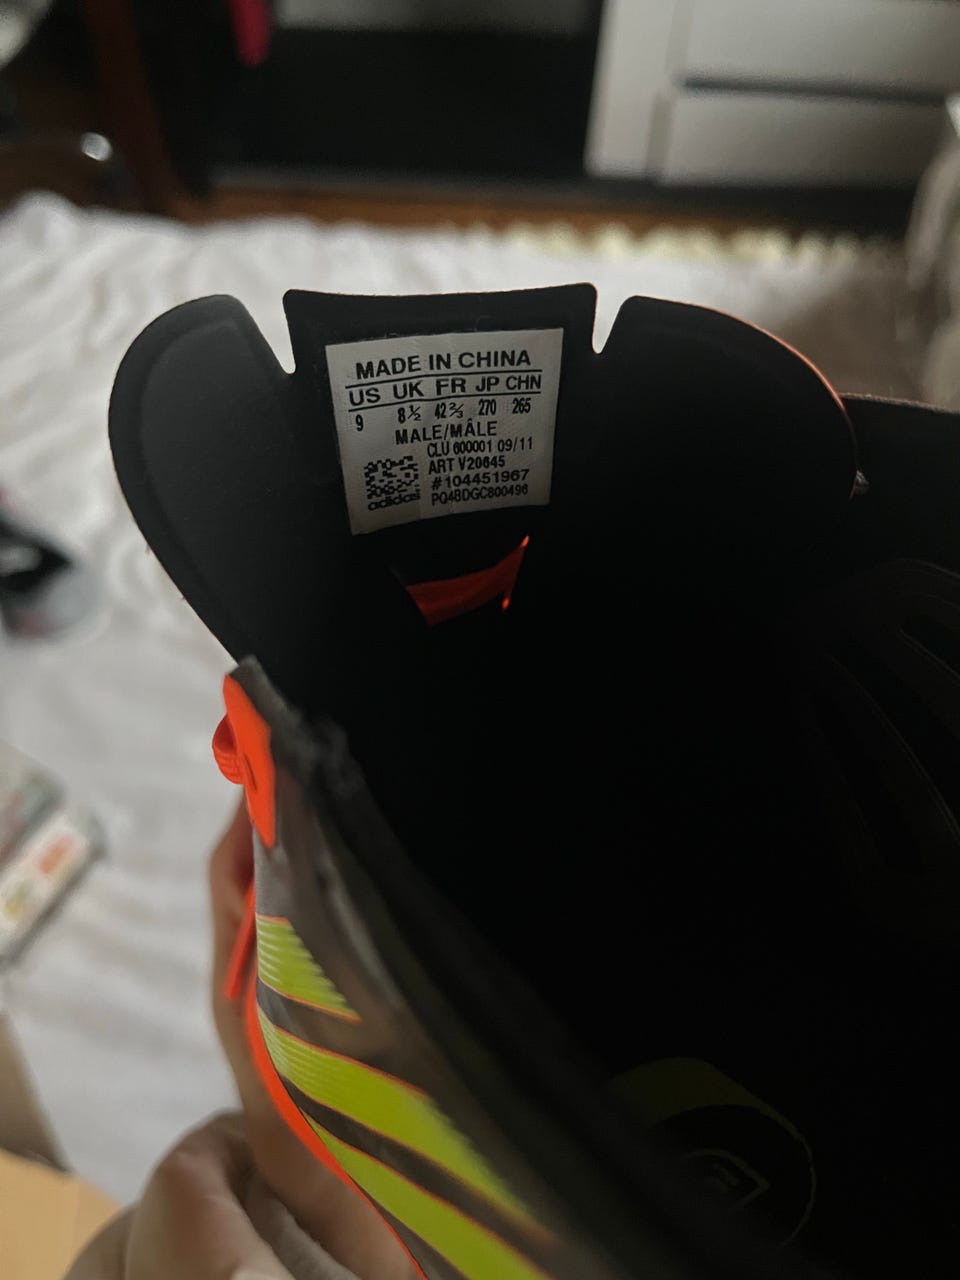 MADE IN CHINA
US UK FR JP CHN
9 8½ 42⅔ 270 265
MALE/MÂLE
CLU 600001 09/11
ART V20645
#104451967
adidas PQ48DGC800496